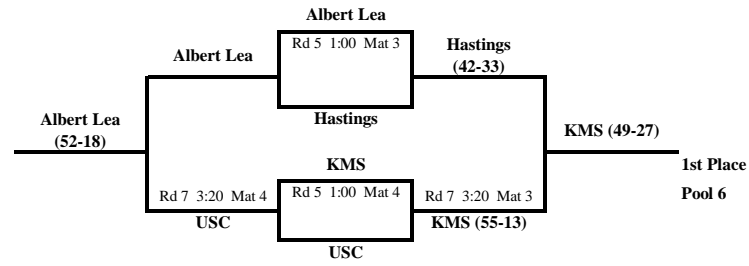 Albert Lea
Albert Lea
Rd 5 1:00 Mat 3
Hastings
(42-33)
Hastings
Albert Lea
(52-18)
KMS (49-27)
KMS
1st Place
Rd 7 3:20 Mat 4
Rd 5 1:00 Mat 4
Rd 7 3:20 Mat 3
Pool 6
USC
KMS (55-13)
USC